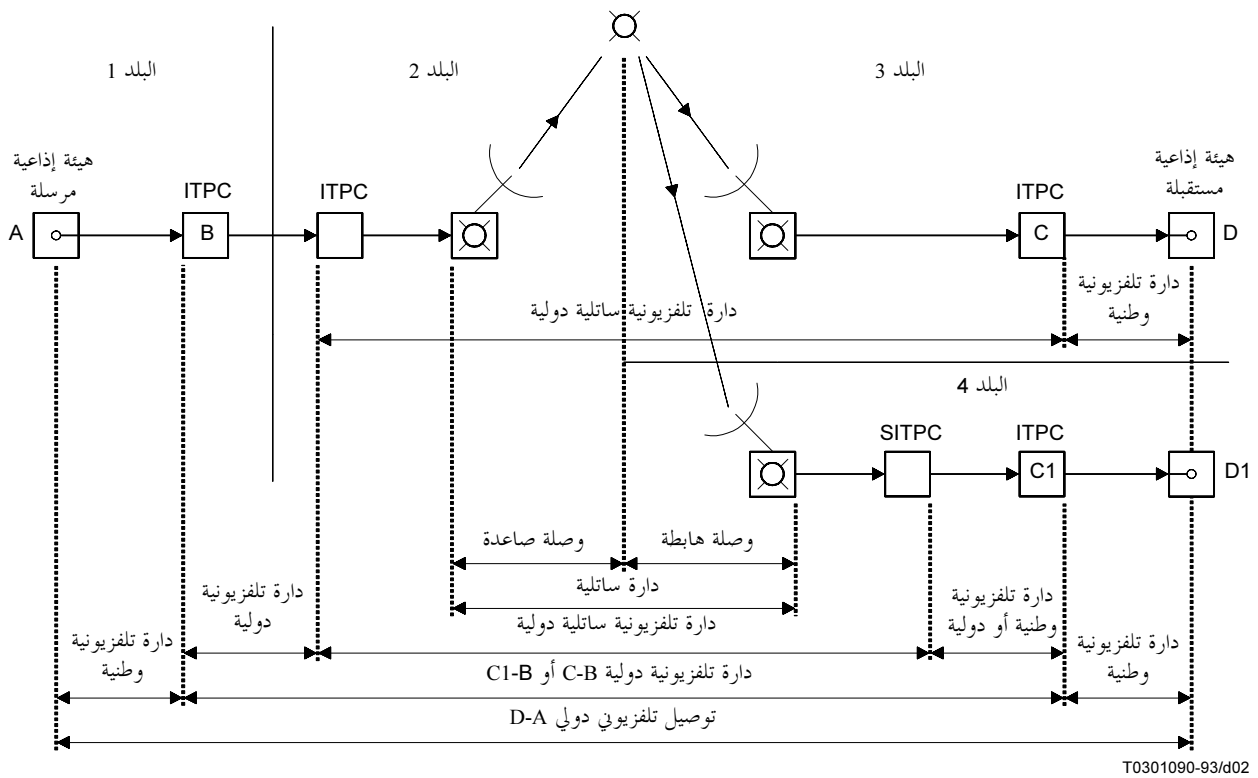 البلد 1
البلد 2
البلد 3
هيئة إذاعية
مرسلة
هيئة إذاعية
مستقبلة
ITPC
ITPC
ITPC
A
B
C
D
دارة تلفزيونية ساتلية دولية
دارة تلفزيونية
وطنية
البلد 4
SITPC
ITPC
C1
D1
وصلة صاعدة
وصلة هابطة
دارة ساتلية
دارة تلفزيونية
دولية
دارة تلفزيونية ساتلية دولية
دارة تلفزيونية
وطنية أو دولية
دارة تلفزيونية
وطنية
دارة تلفزيونية دولية C-B أو C1-B
دارة تلفزيونية
وطنية
توصيل تلفزيوني دولي D-A
T0301090-93/d02